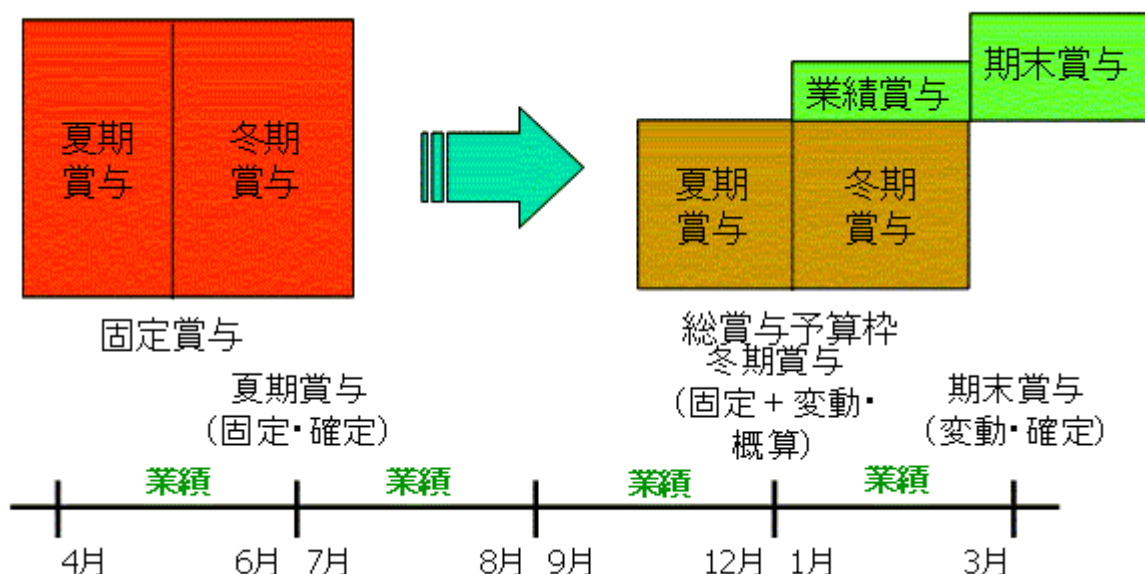 夏期
賞与
冬期
賞与
固定賞与
業績賞与
期末賞与
夏期
賞与
冬期
賞与
総賞与予算枠
夏期賞与
(固定・確定)
冬期賞与
(固定+変動・
概算)
期末賞与
(変動・確定)
業績
業績
業績
業績
4月
6月
7月
8月
9月
12月
1月
3月